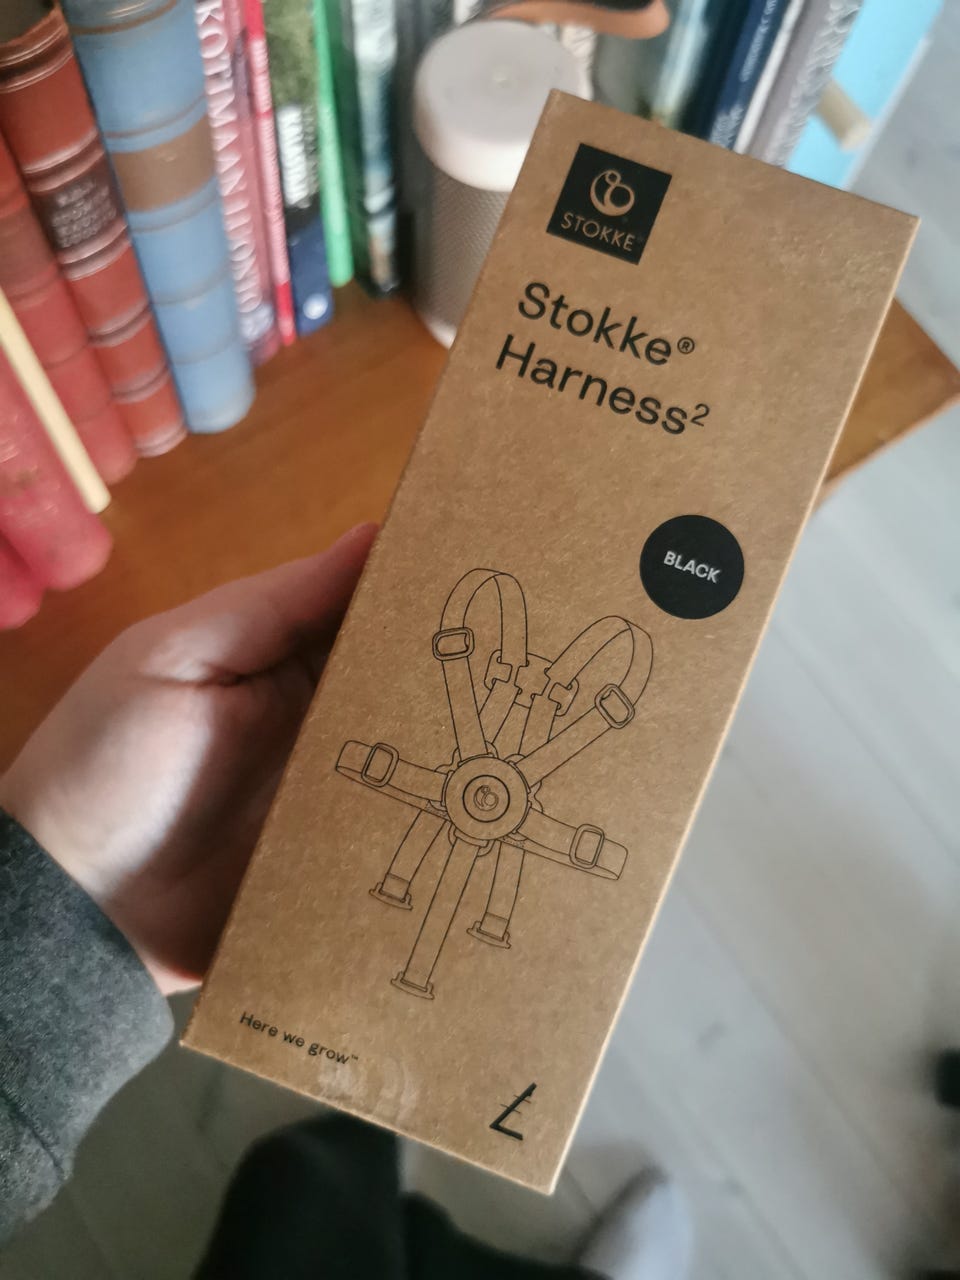 STOKKE
Stokke®
Harness²
BLACK
Here we grow™